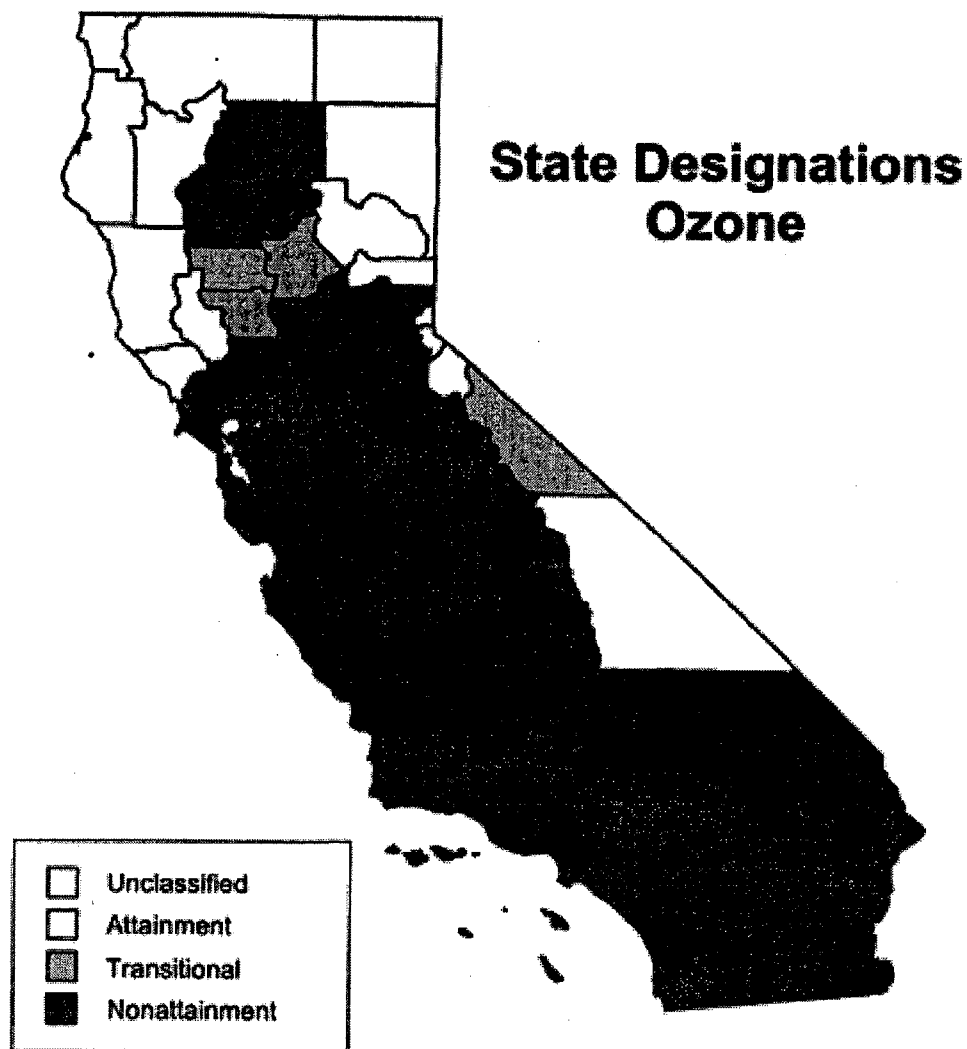 State Designations
Ozone
Unclassified
Attainment
Transitional
Nonattainment